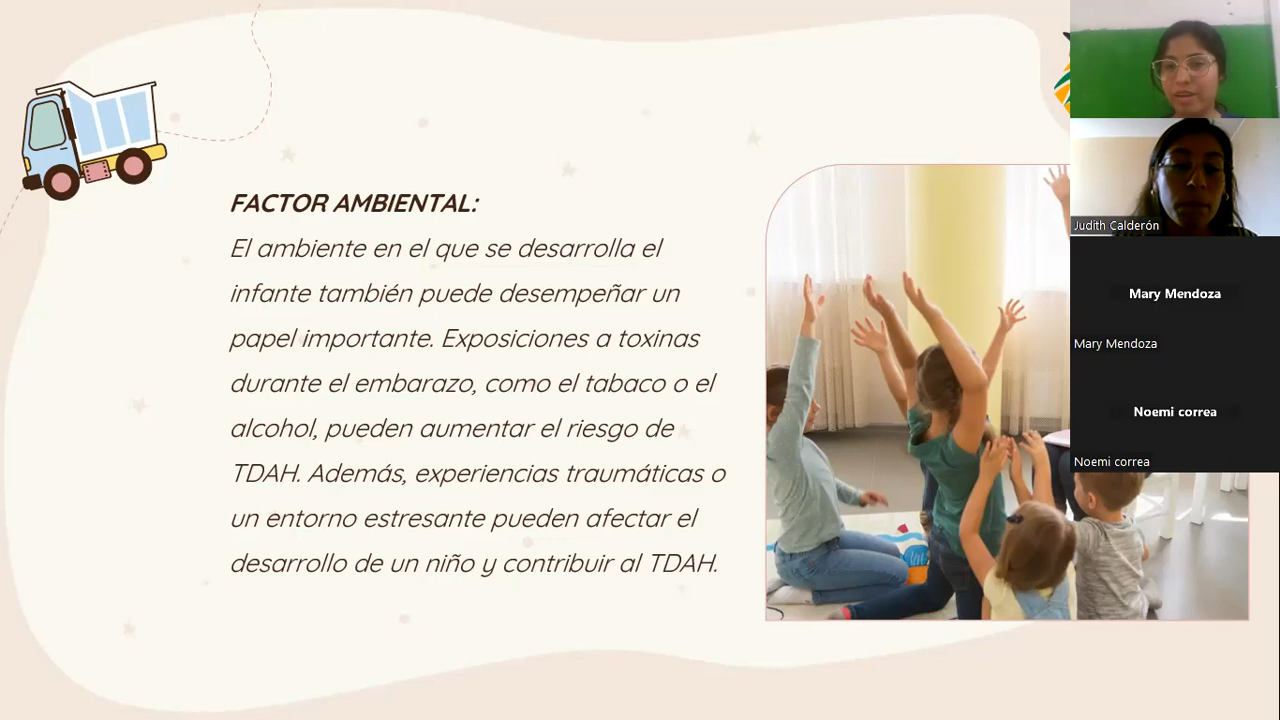 FACTOR AMBIENTAL:
El ambiente en el que se desarrolla el
infante también puede desempeñar un
papel importante. Exposiciones a toxinas
durante el embarazo, como el tabaco o el
alcohol, pueden aumentar el riesgo de
TDAH. Además, experiencias traumáticas o
un entorno estresante pueden afectar el
desarrollo de un niño y contribuir al TDAH.
Judith Calderón
Mary Mendoza
Mary Mendoza
Noemi correa
Noemi correa